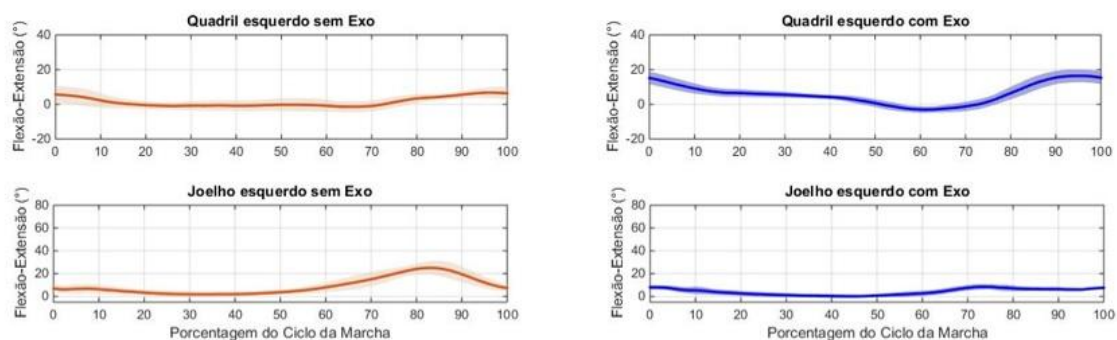 Quadril esquerdo sem Exo
Flexão-Extensão (°)
40
20
0
-20
0 10 20 30 40 50 60 70 80 90 100
Quadril esquerdo com Exo
Flexão-Extensão (°)
40
20
0
-20
0 10 20 30 40 50 60 70 80 90 100
Joelho esquerdo sem Exo
Flexão-Extensão (°)
80
60
40
20
0
0 10 20 30 40 50 60 70 80 90 100
Porcentagem do Ciclo da Marcha
Joelho esquerdo com Exo
Flexão-Extensão (°)
80
60
40
20
0
0 10 20 30 40 50 60 70 80 90 100
Porcentagem do Ciclo da Marcha